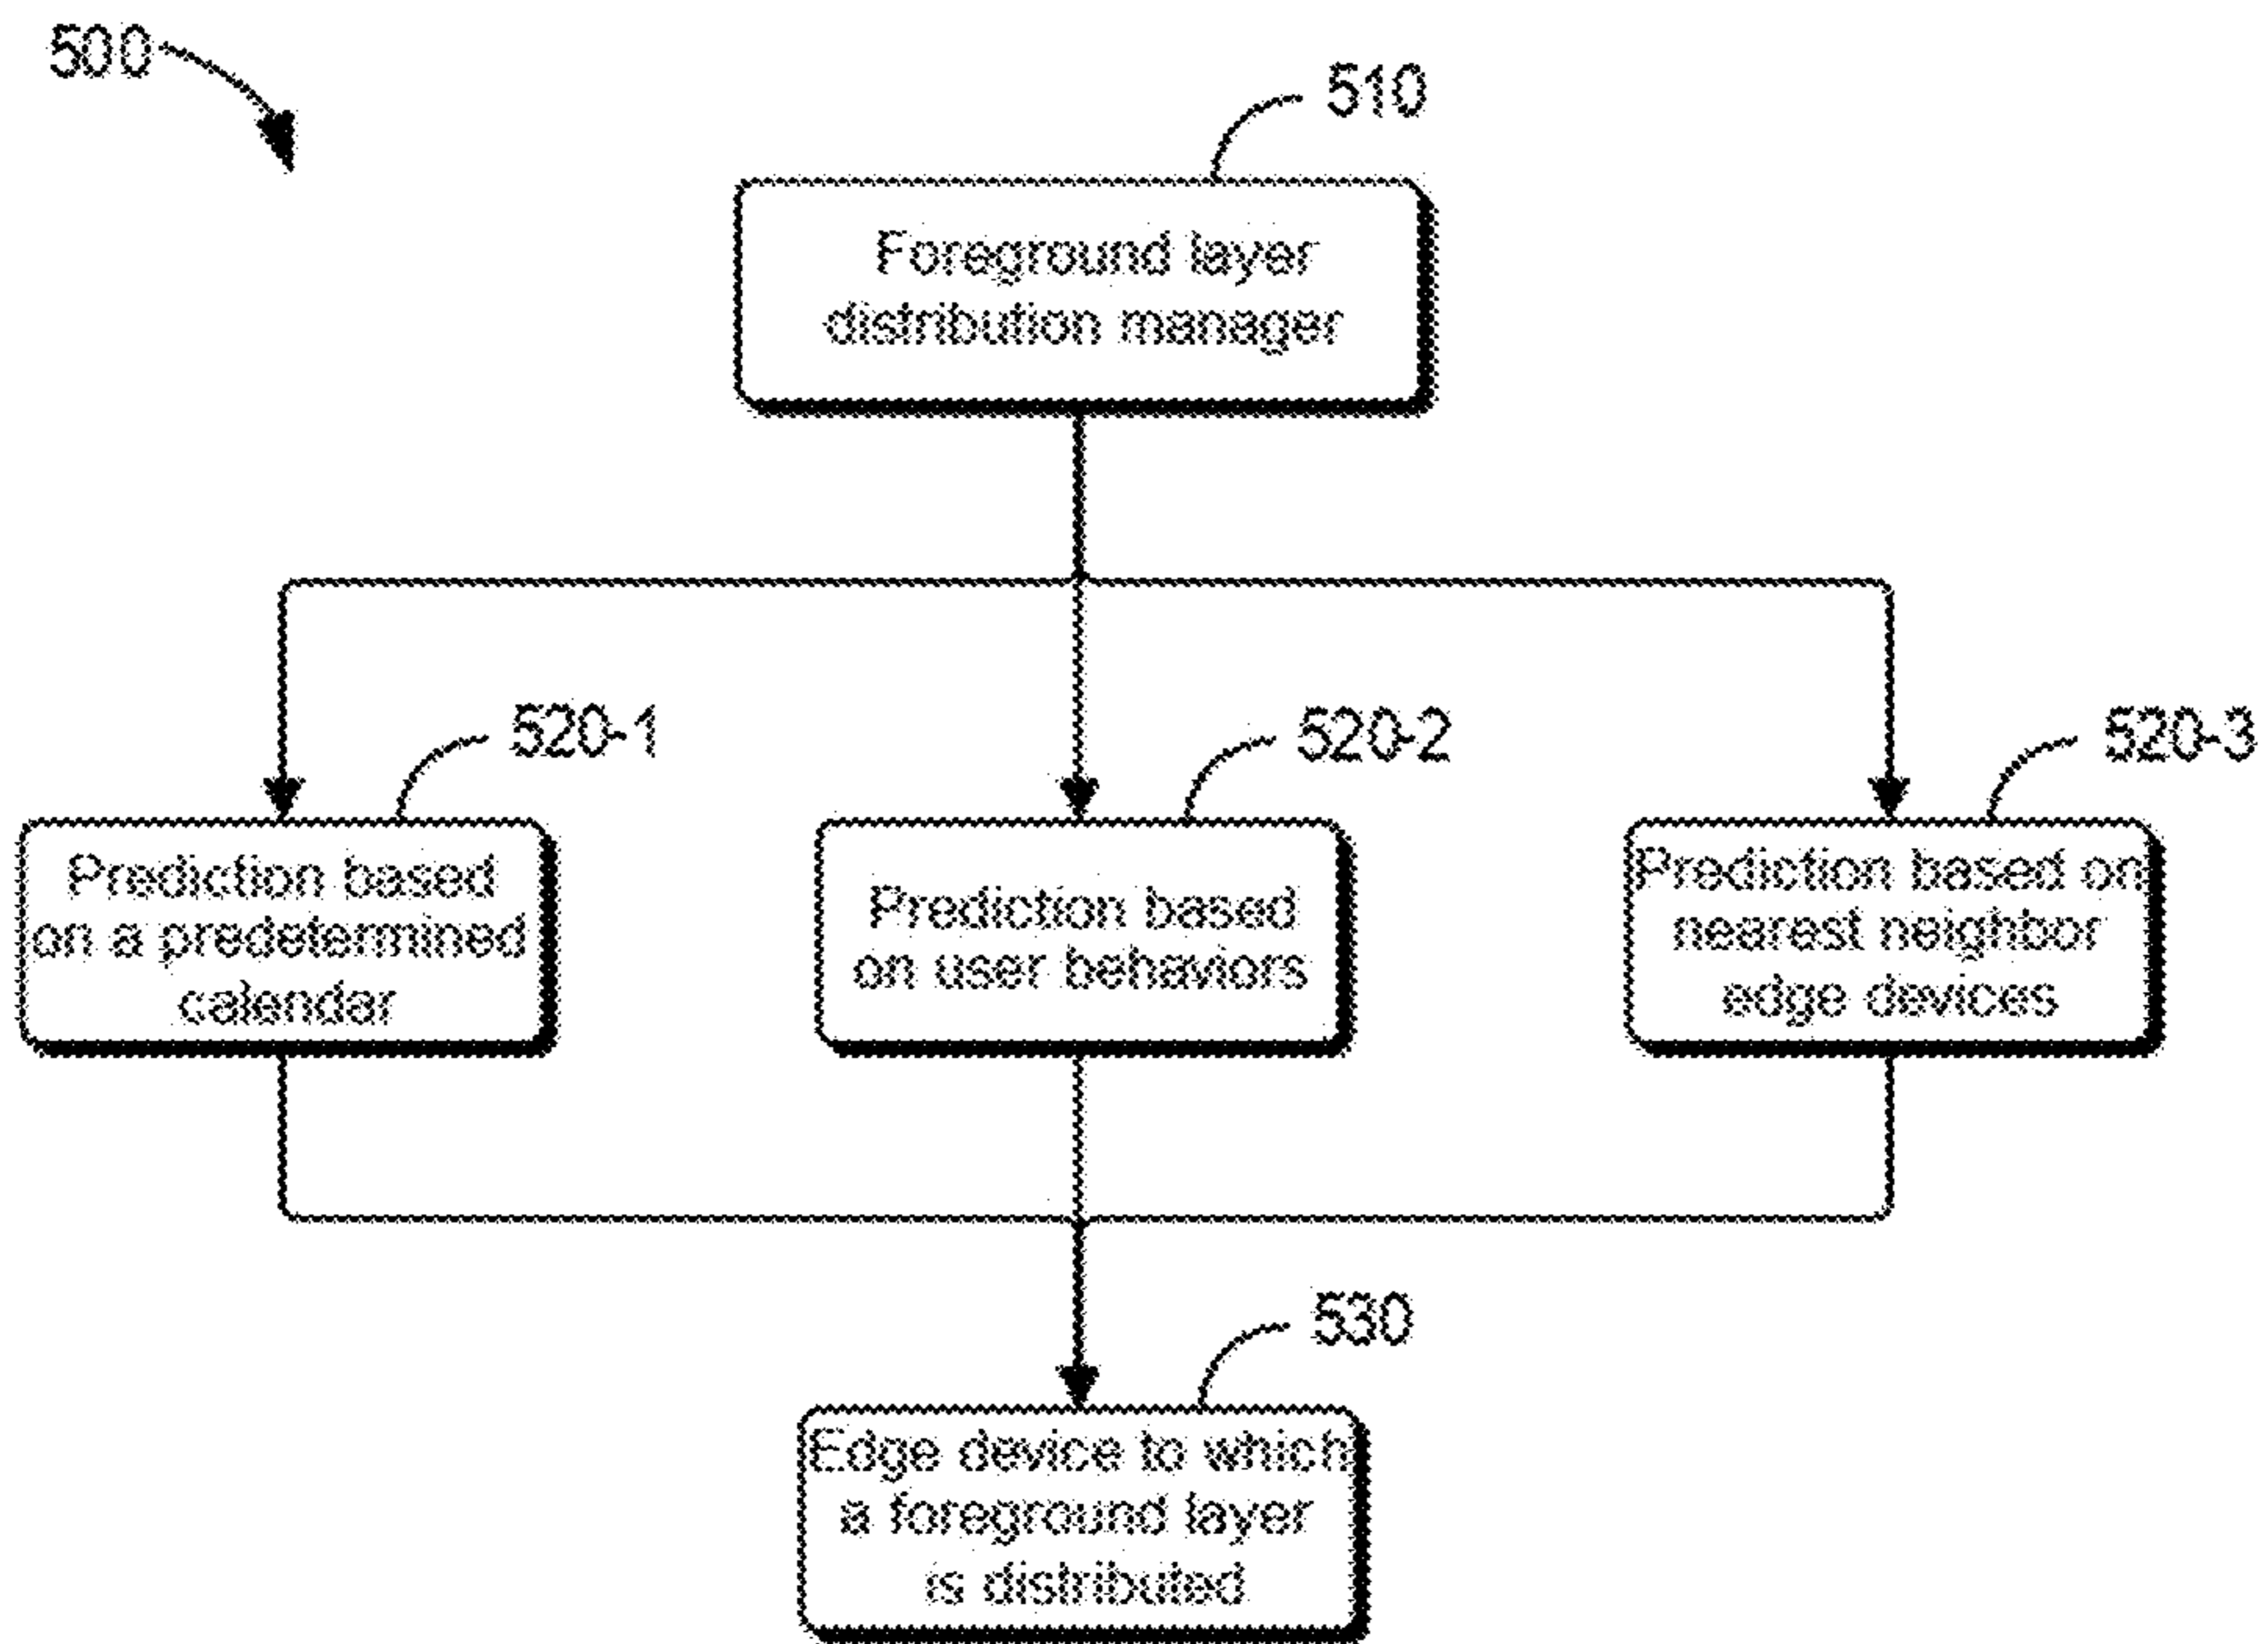 500
510
Foreground layer
distribution manager
520-1
520-2
520-3
Prediction based
on a predetermined
calendar
Prediction based
on user behaviors
Prediction based on
nearest neighbor
edge devices
530
Edge device to which
a foreground layer
is distributed